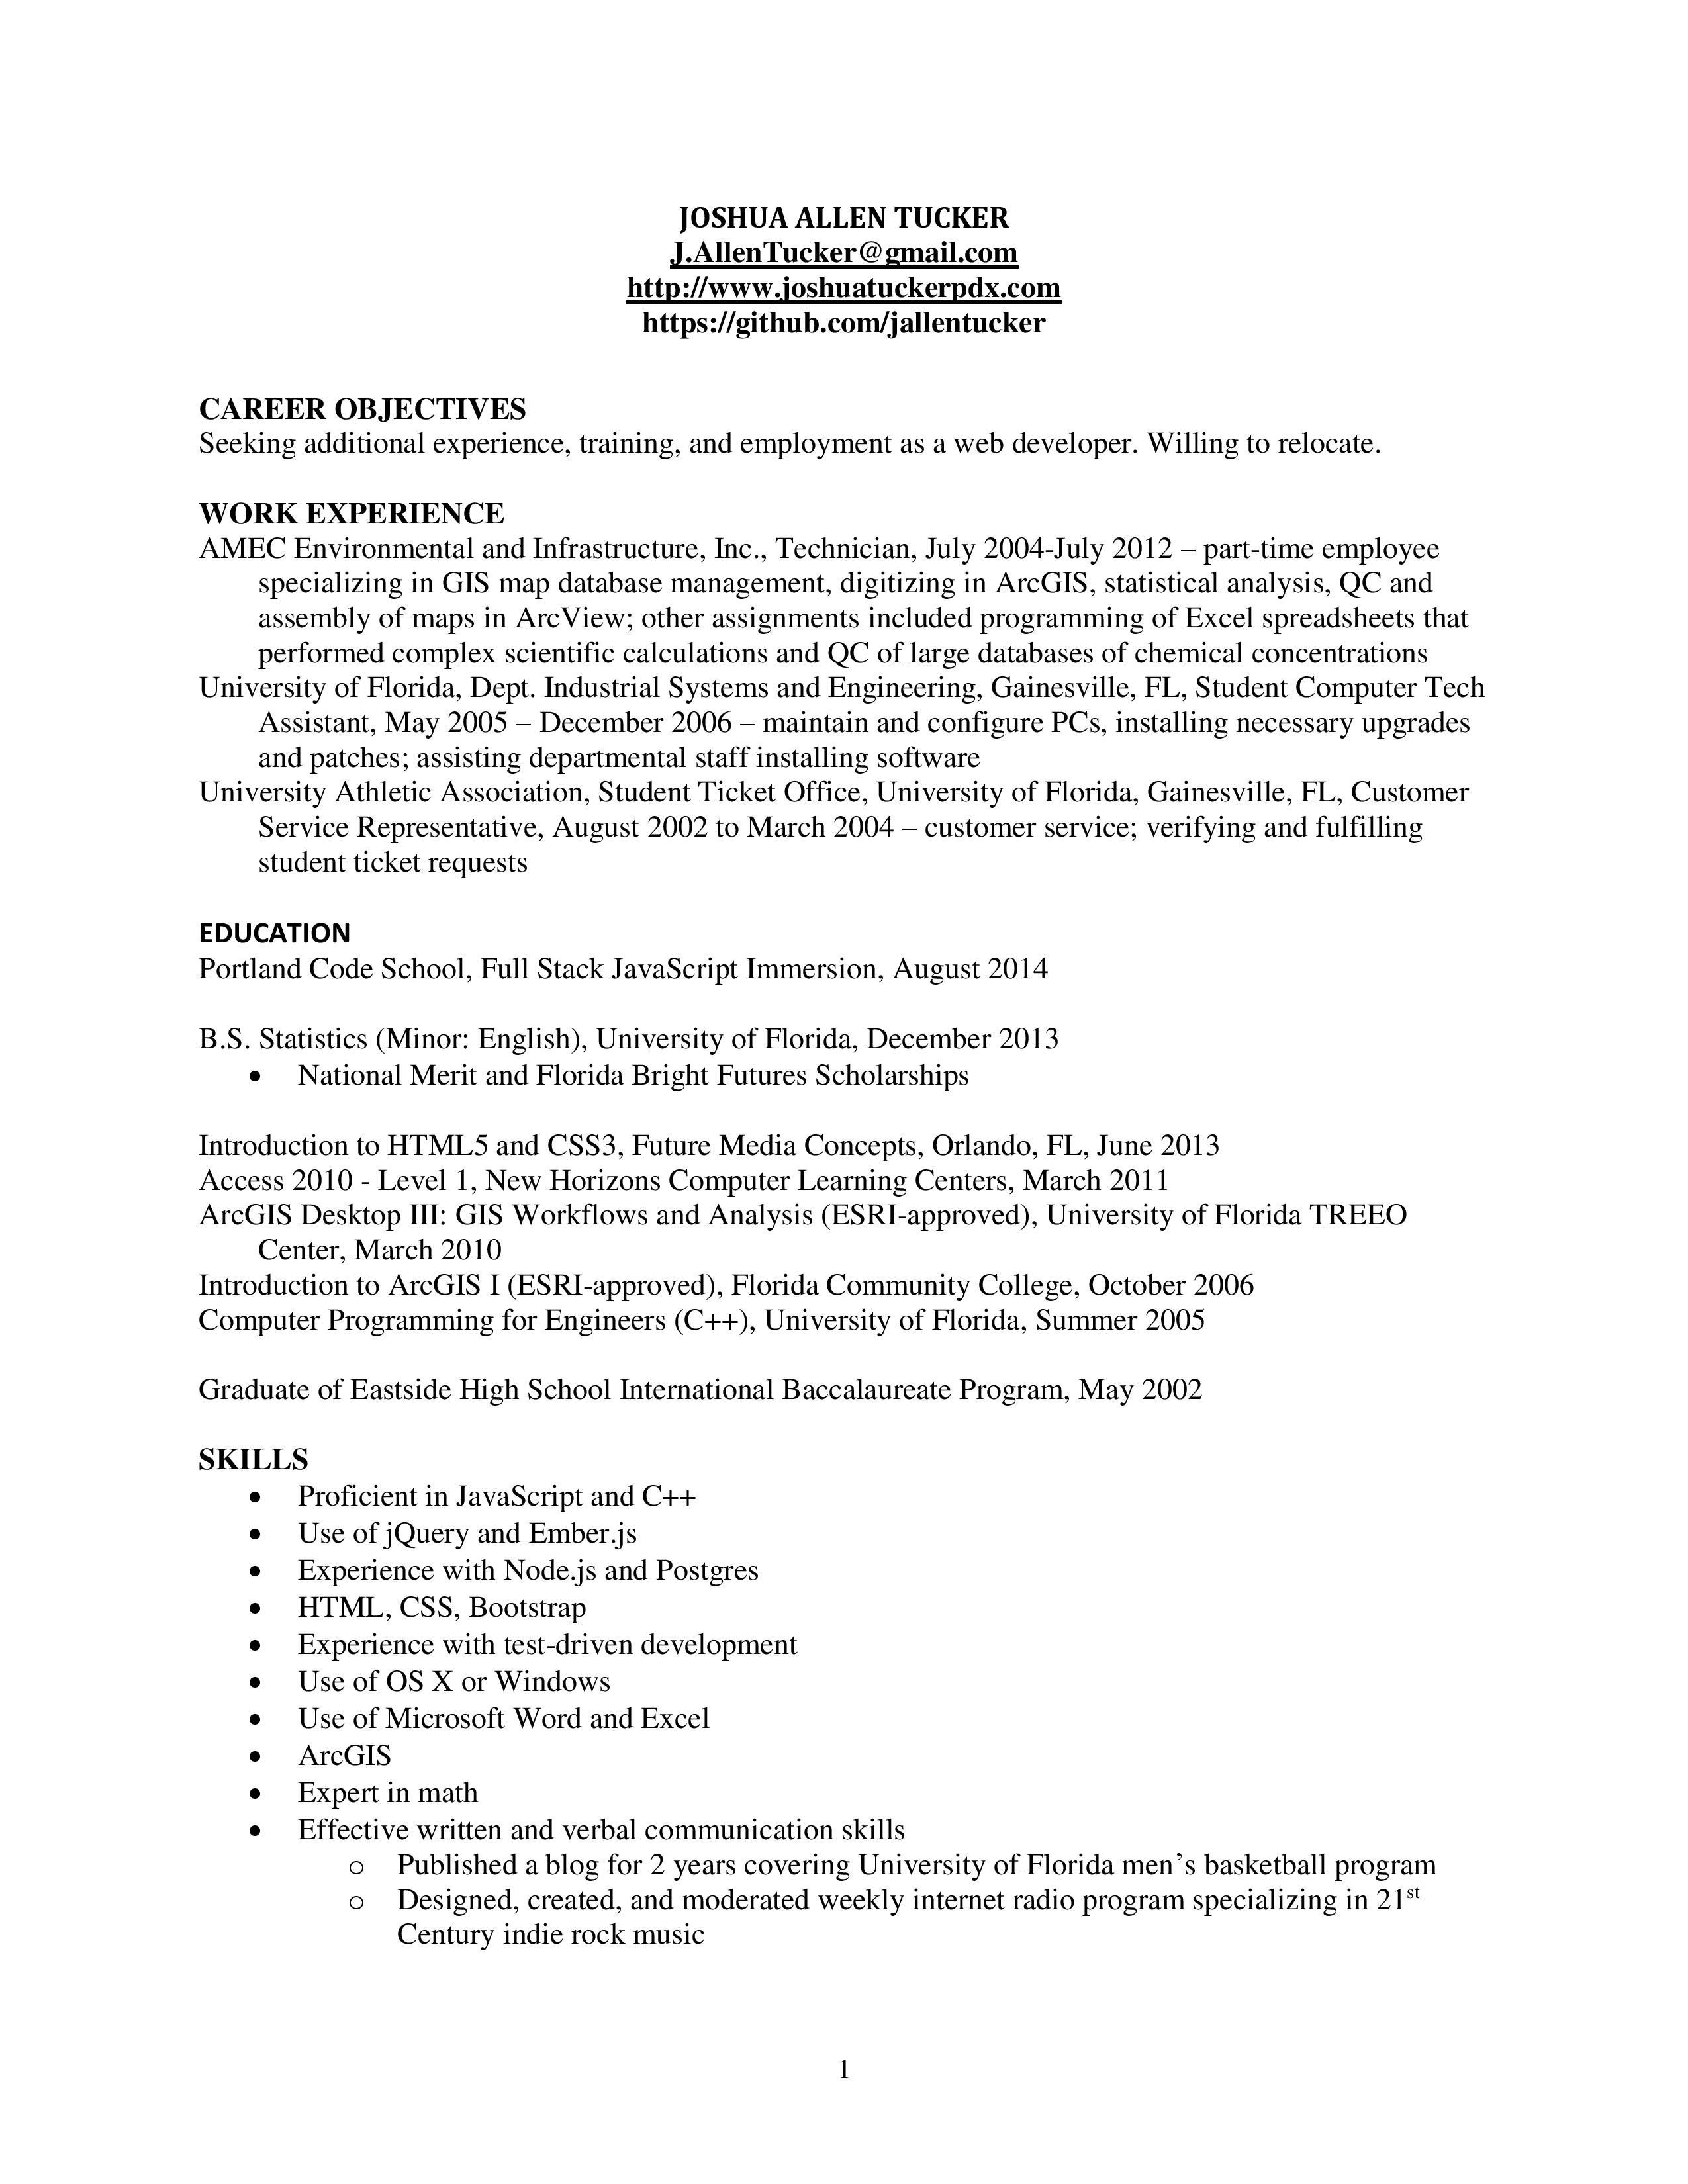 JOSHUA ALLEN TUCKER
J.AllenTucker@gmail.com
http://www.joshuatuckerpdx.com
https://github.com/jallentucker
CAREER OBJECTIVES
Seeking additional experience, training, and employment as a web developer. Willing to relocate.
WORK EXPERIENCE
AMEC Environmental and Infrastructure, Inc., Technician, July 2004-July 2012 – part-time employee
specializing in GIS map database management, digitizing in ArcGIS, statistical analysis, QC and
assembly of maps in ArcView; other assignments included programming of Excel spreadsheets that
performed complex scientific calculations and QC of large databases of chemical concentrations
University of Florida, Dept. Industrial Systems and Engineering, Gainesville, FL, Student Computer Tech
Assistant, May 2005 – December 2006 – maintain and configure PCs, installing necessary upgrades
and patches; assisting departmental staff installing software
University Athletic Association, Student Ticket Office, University of Florida, Gainesville, FL, Customer
Service Representative, August 2002 to March 2004 – customer service; verifying and fulfilling
student ticket requests
EDUCATION
Portland Code School, Full Stack JavaScript Immersion, August 2014
B.S. Statistics (Minor: English), University of Florida, December 2013
• National Merit and Florida Bright Futures Scholarships
Introduction to HTML5 and CSS3, Future Media Concepts, Orlando, FL, June 2013
Access 2010 - Level 1, New Horizons Computer Learning Centers, March 2011
ArcGIS Desktop III: GIS Workflows and Analysis (ESRI-approved), University of Florida TREEO
Center, March 2010
Introduction to ArcGIS I (ESRI-approved), Florida Community College, October 2006
Computer Programming for Engineers (C++), University of Florida, Summer 2005
Graduate of Eastside High School International Baccalaureate Program, May 2002
SKILLS
• Proficient in JavaScript and C++
• Use of jQuery and Ember.js
• Experience with Node.js and Postgres
• HTML, CSS, Bootstrap
• Experience with test-driven development
• Use of OS X or Windows
• Use of Microsoft Word and Excel
• ArcGIS
• Expert in math
• Effective written and verbal communication skills
o Published a blog for 2 years covering University of Florida men’s basketball program
o Designed, created, and moderated weekly internet radio program specializing in 21st
Century indie rock music
1